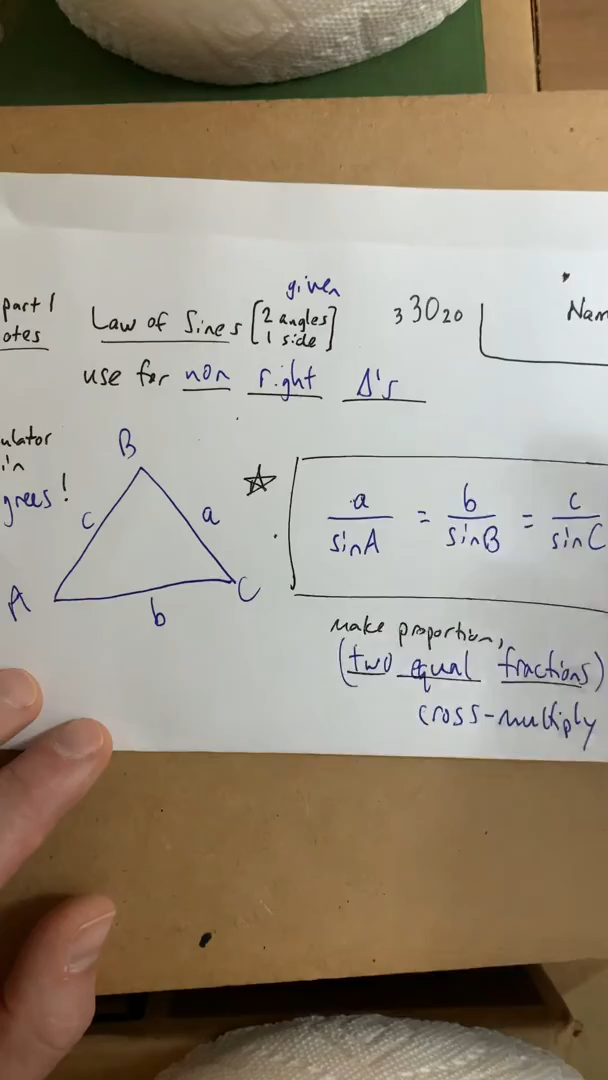 part 1
otes
Law of Sines [2 angles
1 side]
given
33020
Nam
use for non right Δ's
ulator
in
grees!
B
c
a
A
b
C
a/sinA = b/sinB = c/sinC
make proportion,
(two equal fractions)
cross-multiply